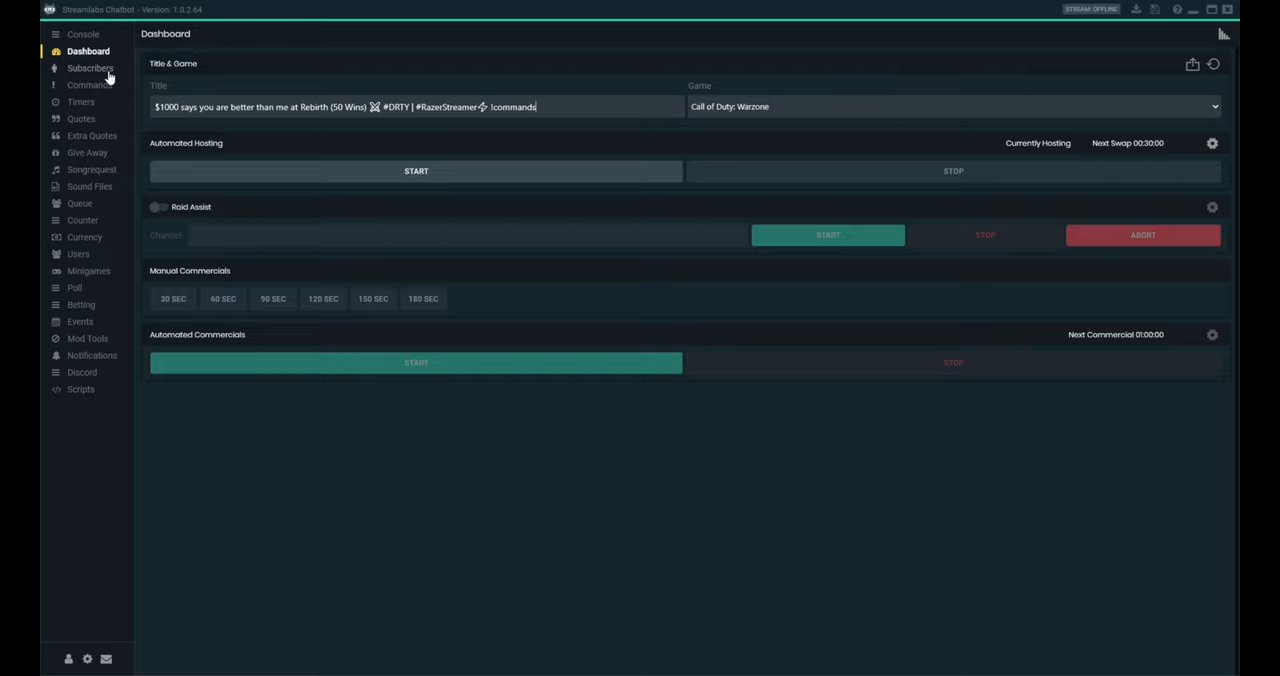 Streamlabs Chatbot - Version: 1.0.2.64
STREAM: OFFLINE
Console
Dashboard
Subscribers
Commands
Timers
Quotes
Extra Quotes
Give Away
Songrequest
Sound Files
Queue
Counter
Currency
Users
Minigames
Poll
Betting
Events
Mod Tools
Notifications
Discord
Scripts
Dashboard
Title & Game
Title
Game
$1000 says you are better than me at Rebirth (50 Wins) ⚔ #DRTY | #RazerStreamer⚡ !commands
Call of Duty: Warzone
Automated Hosting
Currently Hosting
Next Swap 00:30:00
START
STOP
Raid Assist
Channel
START
STOP
ABORT
Manual Commercials
30 SEC
60 SEC
90 SEC
120 SEC
150 SEC
180 SEC
Automated Commercials
Next Commercial 01:00:00
START
STOP